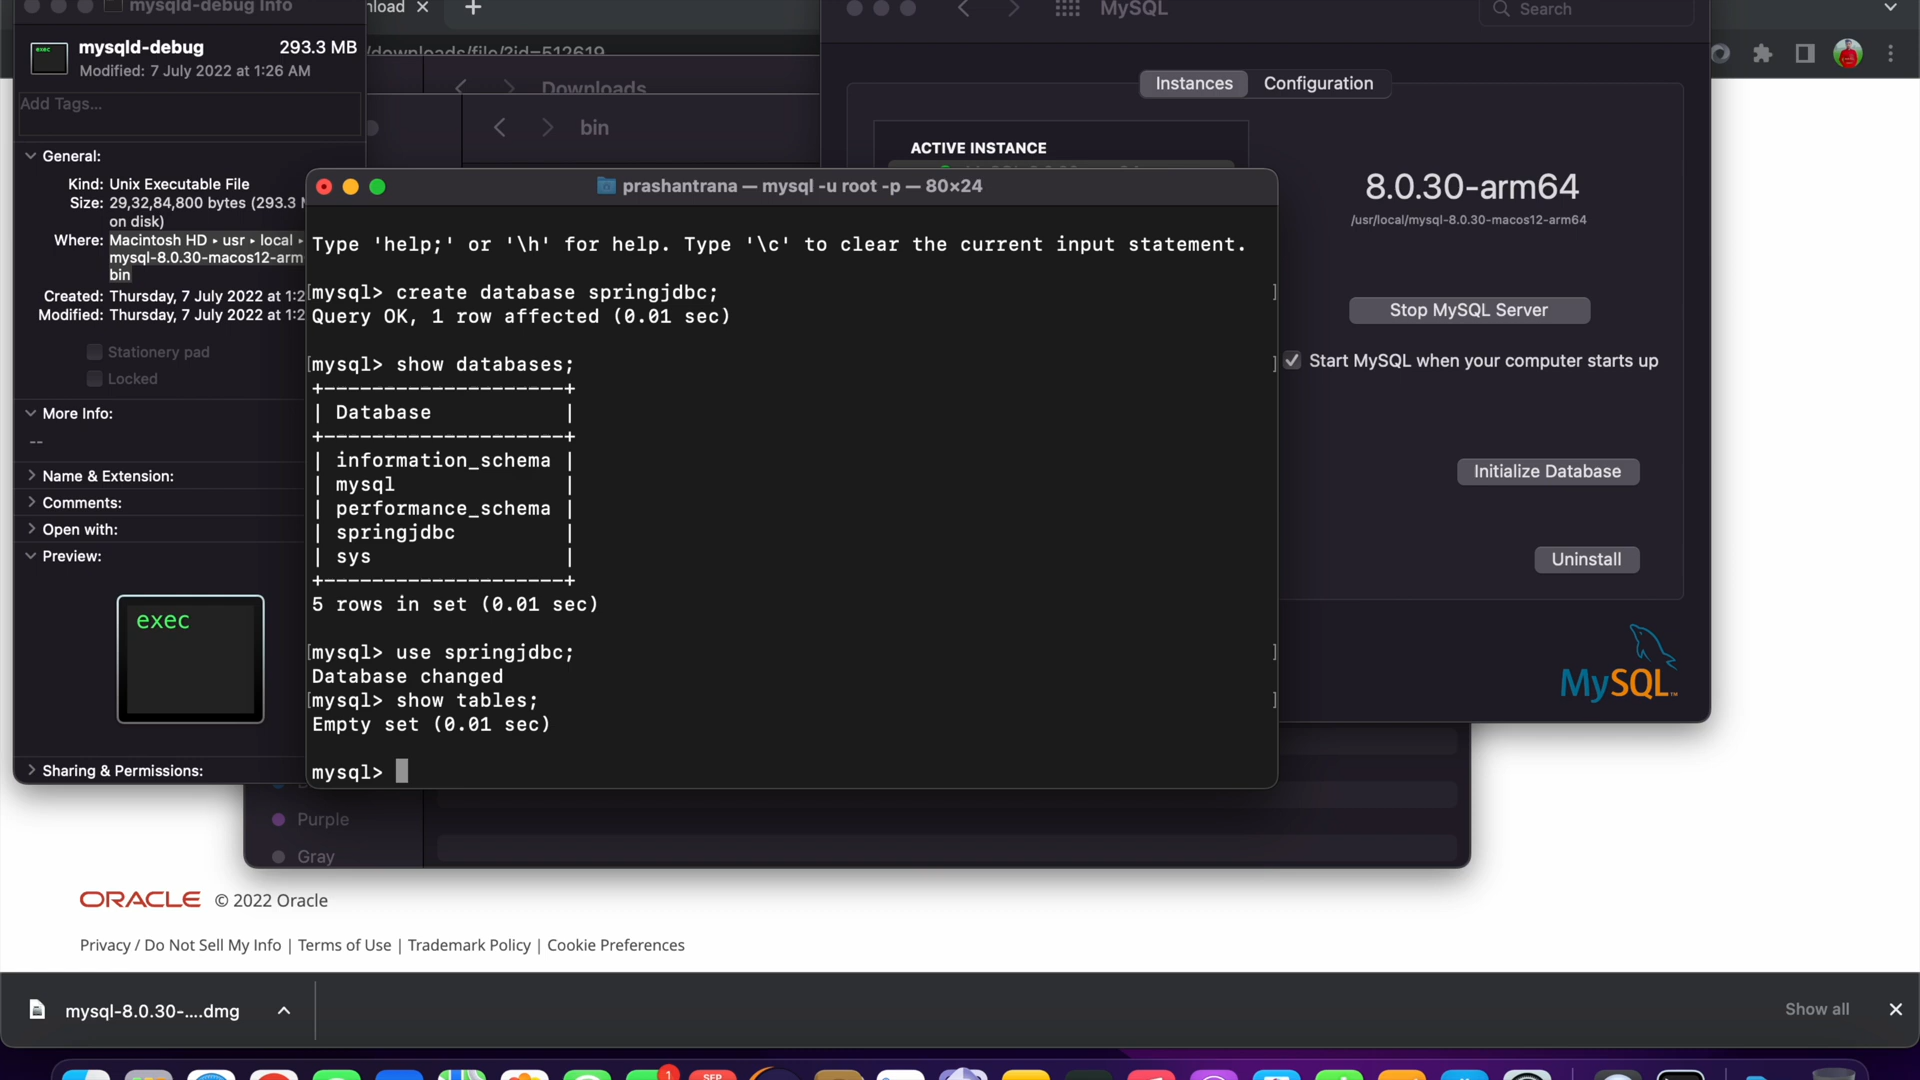 mysqld-debug Info
mysqld-debug 293.3 MB
Modified: 7 July 2022 at 1:26 AM
Add Tags...
General:
Kind: Unix Executable File
Size: 29,32,84,800 bytes (293.3
on disk)
Where: Macintosh HD ▸ usr ▸ local ▸
mysql-8.0.30-macos12-arm
bin
Created: Thursday, 7 July 2022 at 1:2
Modified: Thursday, 7 July 2022 at 1:2
Stationery pad
Locked
More Info:
--
Name & Extension:
Comments:
Open with:
Preview:
exec
Sharing & Permissions:
nload
/downloads/file/?id=512619
Downloads
bin
Purple
Gray
prashantrana — mysql -u root -p — 80×24
Type 'help;' or '\h' for help. Type '\c' to clear the current input statement.
mysql> create database springjdbc;
Query OK, 1 row affected (0.01 sec)
mysql> show databases;
+--------------------+
| Database           |
+--------------------+
| information_schema |
| mysql              |
| performance_schema |
| springjdbc         |
| sys                |
+--------------------+
5 rows in set (0.01 sec)
mysql> use springjdbc;
Database changed
mysql> show tables;
Empty set (0.01 sec)
mysql>
MySQL
Search
Instances Configuration
ACTIVE INSTANCE
8.0.30-arm64
/usr/local/mysql-8.0.30-macos12-arm64
Stop MySQL Server
Start MySQL when your computer starts up
Initialize Database
Uninstall
MySQL
ORACLE © 2022 Oracle
Privacy / Do Not Sell My Info | Terms of Use | Trademark Policy | Cookie Preferences
mysql-8.0.30-....dmg
Show all
1
SEP